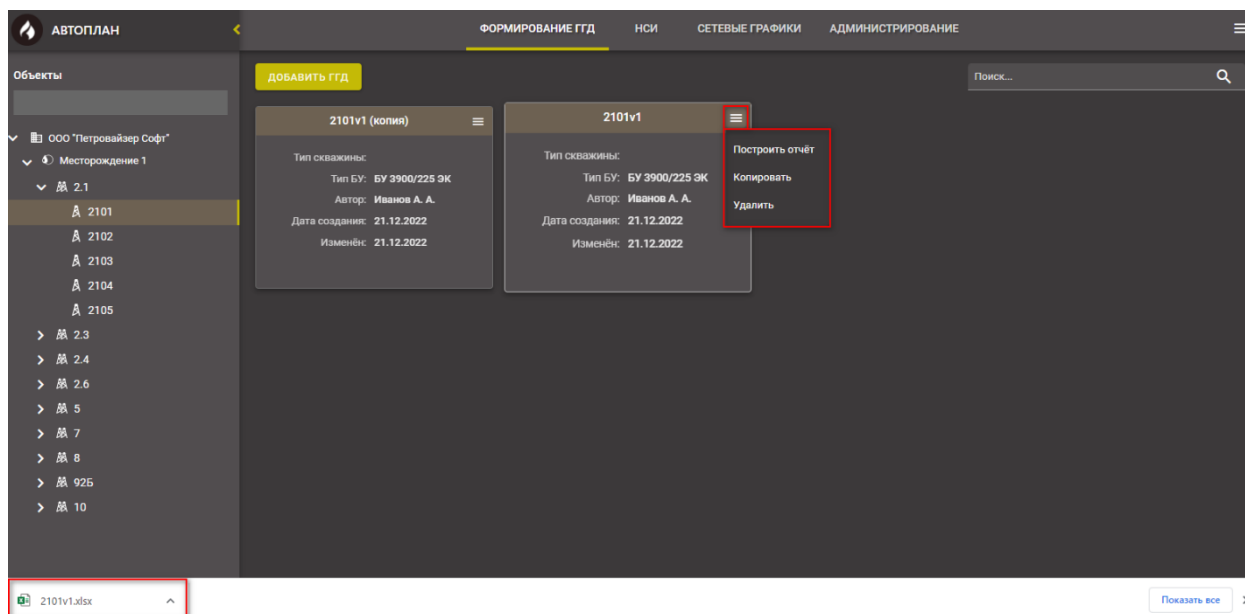 АВТОПЛАН
ФОРМИРОВАНИЕ ГГД НСИ СЕТЕВЫЕ ГРАФИКИ АДМИНИСТРИРОВАНИЕ
Объекты
ООО "Петровайзер Софт"
Месторождение 1
2.1
2101
2102
2103
2104
2105
2.3
2.4
2.6
5
7
8
92Б
10
ДОБАВИТЬ ГГД
Поиск...
2101v1 (копия)
Тип скважины:
Тип БУ: БУ 3900/225 ЭК
Автор: Иванов А. А.
Дата создания: 21.12.2022
Изменён: 21.12.2022
2101v1
Тип скважины:
Тип БУ: БУ 3900/225 ЭК
Автор: Иванов А. А.
Дата создания: 21.12.2022
Изменён: 21.12.2022
Построить отчёт
Копировать
Удалить
2101v1.xlsx
Показать все